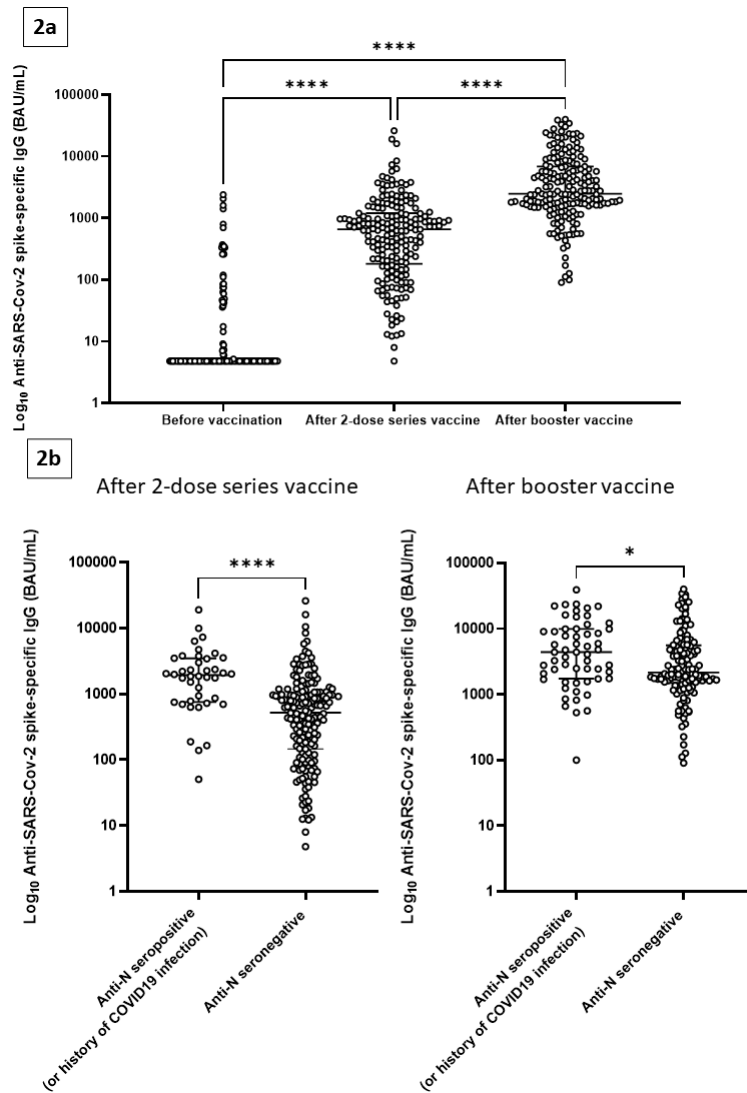 2a
****
**** ****
Log10 Anti-SARS-Cov-2 spike-specific IgG (BAU/mL)
100000
10000
1000
100
10
1
Before vaccination After 2-dose series vaccine After booster vaccine
2b
After 2-dose series vaccine
Log10 Anti-SARS-Cov-2 spike-specific IgG (BAU/mL)
100000
10000
1000
100
10
1
****
Anti-N seropositive
(or history of COVID19 infection)
Anti-N seronegative
After booster vaccine
Log10 Anti-SARS-Cov-2 spike-specific IgG (BAU/mL)
100000
10000
1000
100
10
1
*
Anti-N seropositive
(or history of COVID19 infection)
Anti-N seronegative